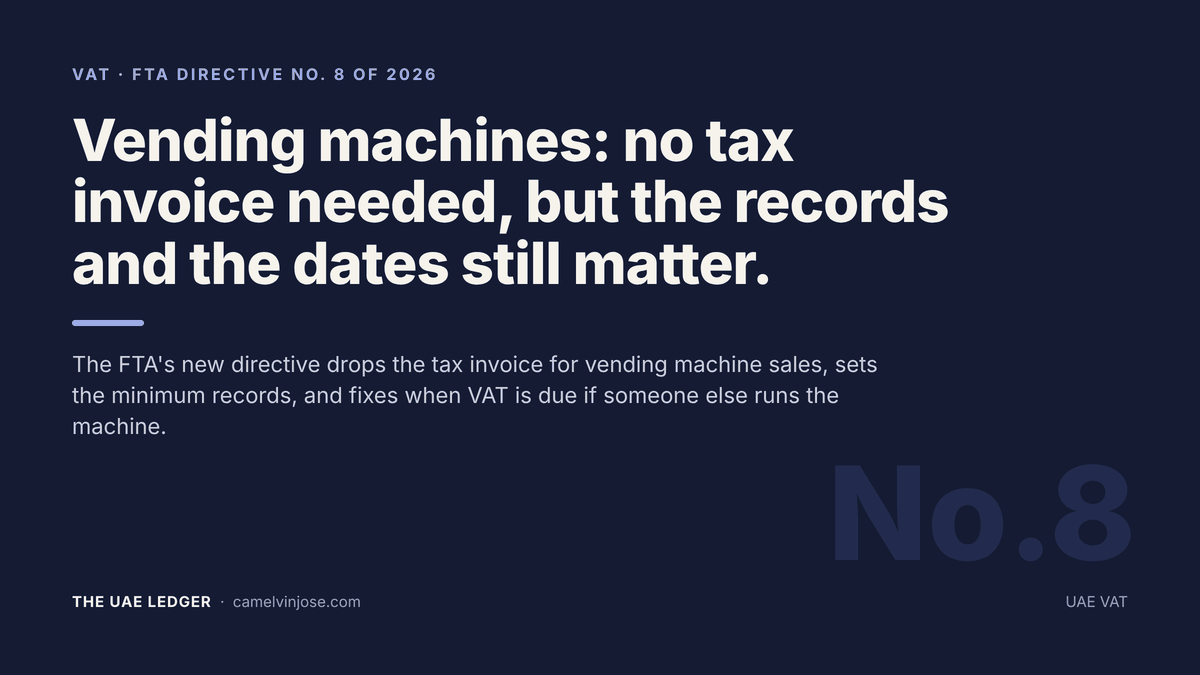 VAT · FTA DIRECTIVE NO. 8 OF 2026
Vending machines: no tax
invoice needed, but the records
and the dates still matter.
The FTA's new directive drops the tax invoice for vending machine sales, sets
the minimum records, and fixes when VAT is due if someone else runs the
machine.
No.8
THE UAE LEDGER · camelvinjose.com
UAE VAT